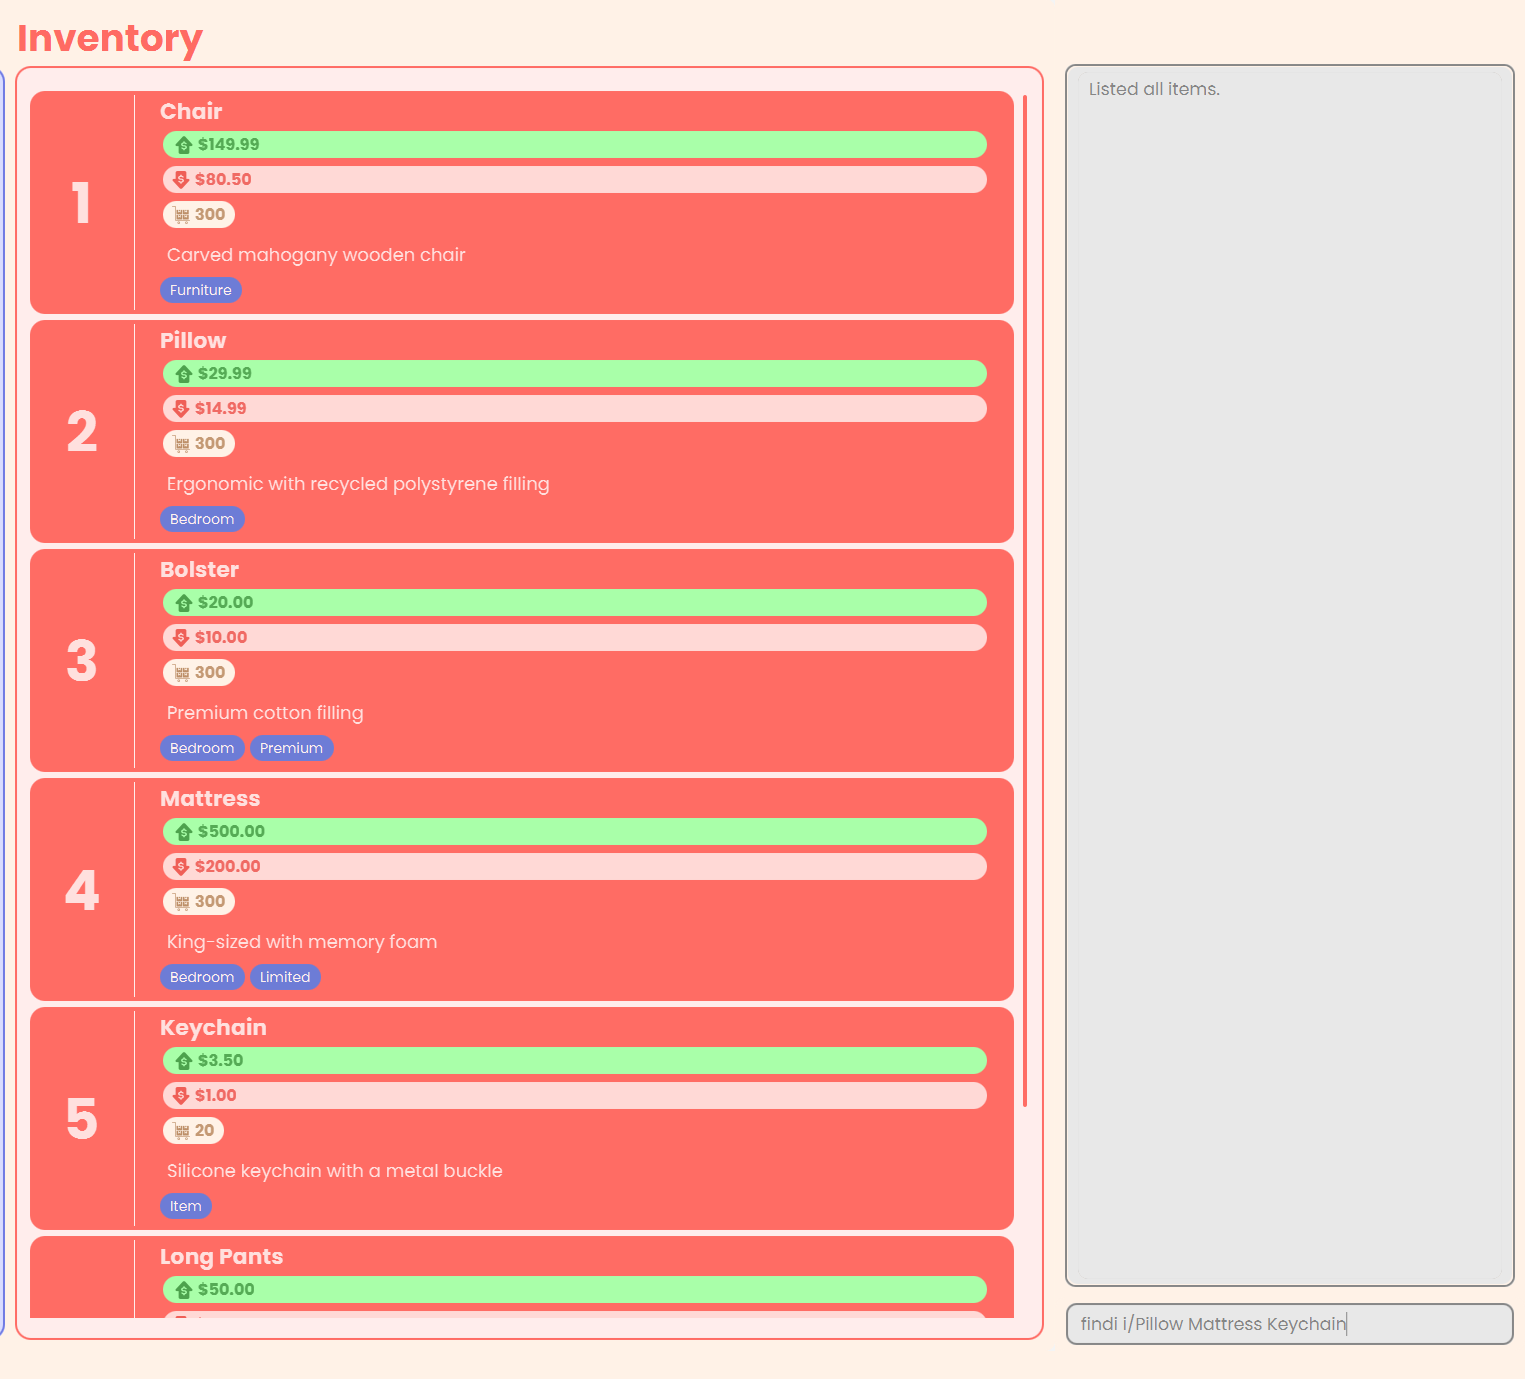 Inventory
1
Chair
$149.99
$80.50
300
Carved mahogany wooden chair
Furniture
2
Pillow
$29.99
$14.99
300
Ergonomic with recycled polystyrene filling
Bedroom
3
Bolster
$20.00
$10.00
300
Premium cotton filling
Bedroom Premium
4
Mattress
$500.00
$200.00
300
King-sized with memory foam
Bedroom Limited
5
Keychain
$3.50
$1.00
20
Silicone keychain with a metal buckle
Item
Long Pants
$50.00
Listed all items.
findi i/Pillow Mattress Keychain